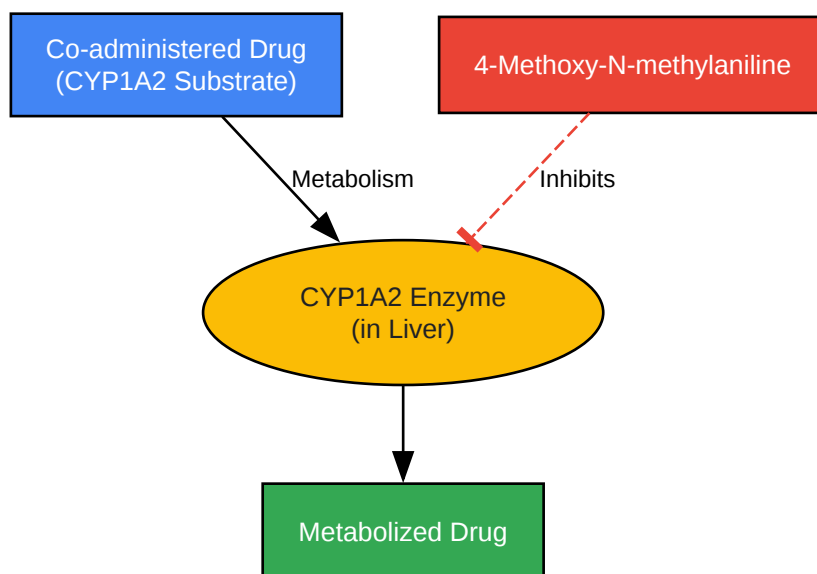 Co-administered Drug
(CYP1A2 Substrate)
4-Methoxy-N-methylaniline
Metabolism
Inhibits
CYP1A2 Enzyme
(in Liver)
Metabolized Drug